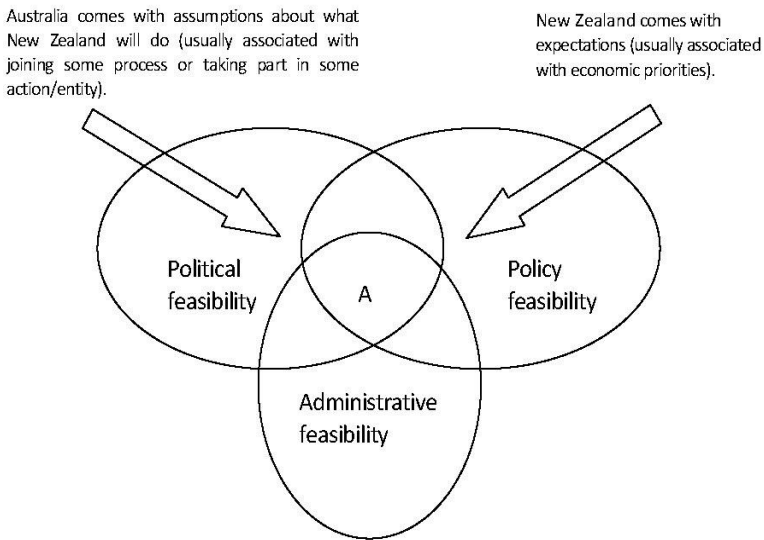 Australia comes with assumptions about what
New Zealand will do (usually associated with
joining some process or taking part in some
action/entity).
New Zealand comes with
expectations (usually associated
with economic priorities).
Political
feasibility
Policy
feasibility
A
Administrative
feasibility